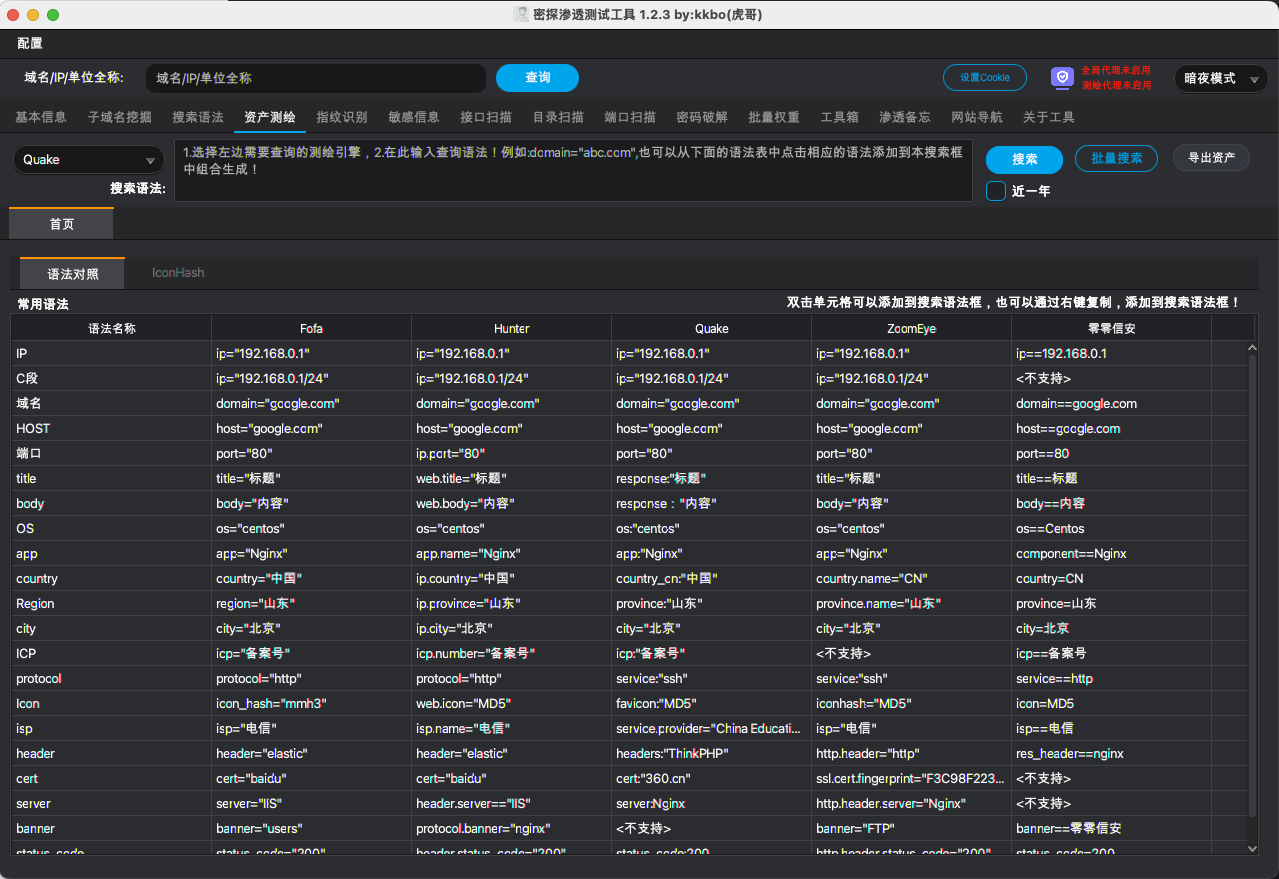 密探渗透测试工具 1.2.3 by:kkbo(虎哥)
配置
域名/IP/单位全称: 域名/IP/单位全称 查询 设置Cookie 全局代理未启用 暗夜模式
测绘代理未启用
基本信息 子域名挖掘 搜索语法 资产测绘 指纹识别 敏感信息 接口扫描 目录扫描 端口扫描 密码破解 批量权重 工具箱 渗透备忘 网站导航 关于工具
Quake 1.选择左边需要查询的测绘引擎，2.在此输入查询语法！例如:domain="abc.com",也可以从下面的语法表中点击相应的语法添加到本搜索框
中组合生成！
搜索 批量搜索 导出资产
搜索语法: 近一年
首页
语法对照 IconHash
常用语法 双击单元格可以添加到搜索语法框，也可以通过右键复制，添加到搜索语法框！
语法名称 Fofa Hunter Quake ZoomEye 零零信安
IP ip="192.168.0.1" ip="192.168.0.1" ip="192.168.0.1" ip="192.168.0.1" ip==192.168.0.1
C段 ip="192.168.0.1/24" ip="192.168.0.1/24" ip="192.168.0.1/24" ip="192.168.0.1/24" <不支持>
域名 domain="google.com" domain="google.com" domain="google.com" domain="google.com" domain==google.com
HOST host="google.com" host="google.com" host="google.com" host="google.com" host==google.com
端口 port="80" ip.port="80" port="80" port="80" port==80
title title="标题" web.title="标题" response:"标题" title="标题" title==标题
body body="内容" web.body="内容" response："内容" body="内容" body==内容
OS os="centos" os="centos" os:"centos" os="centos" os==Centos
app app="Nginx" app.name="Nginx" app:"Nginx" app="Nginx" component==Nginx
country country="中国" ip.country="中国" country_cn:"中国" country.name="CN" country=CN
Region region="山东" ip.province="山东" province:"山东" province.name="山东" province=山东
city city="北京" ip.city="北京" city:"北京" city="北京" city=北京
ICP icp="备案号" icp.number="备案号" icp:"备案号" <不支持> icp==备案号
protocol protocol="http" protocol="http" service:"ssh" service:"ssh" service==http
Icon icon_hash="mmh3" web.icon="MD5" favicon:"MD5" iconhash="MD5" icon=MD5
isp isp="电信" isp.name="电信" service.provider="China Educati... isp="电信" isp==电信
header header="elastic" header="elastic" headers:"ThinkPHP" http.header="http" res_header==nginx
cert cert="baidu" cert="baidu" cert:"360.cn" ssl.cert.fingerprint="F3C98F223... <不支持>
server server="IIS" header.server=="IIS" server:Nginx http.header.server="Nginx" <不支持>
banner banner="users" protocol.banner="nginx" <不支持> banner="FTP" banner==零零信安
status_code status_code="200" header.status_code="200" status_code:200 http.header.status_code="200" status_code=200